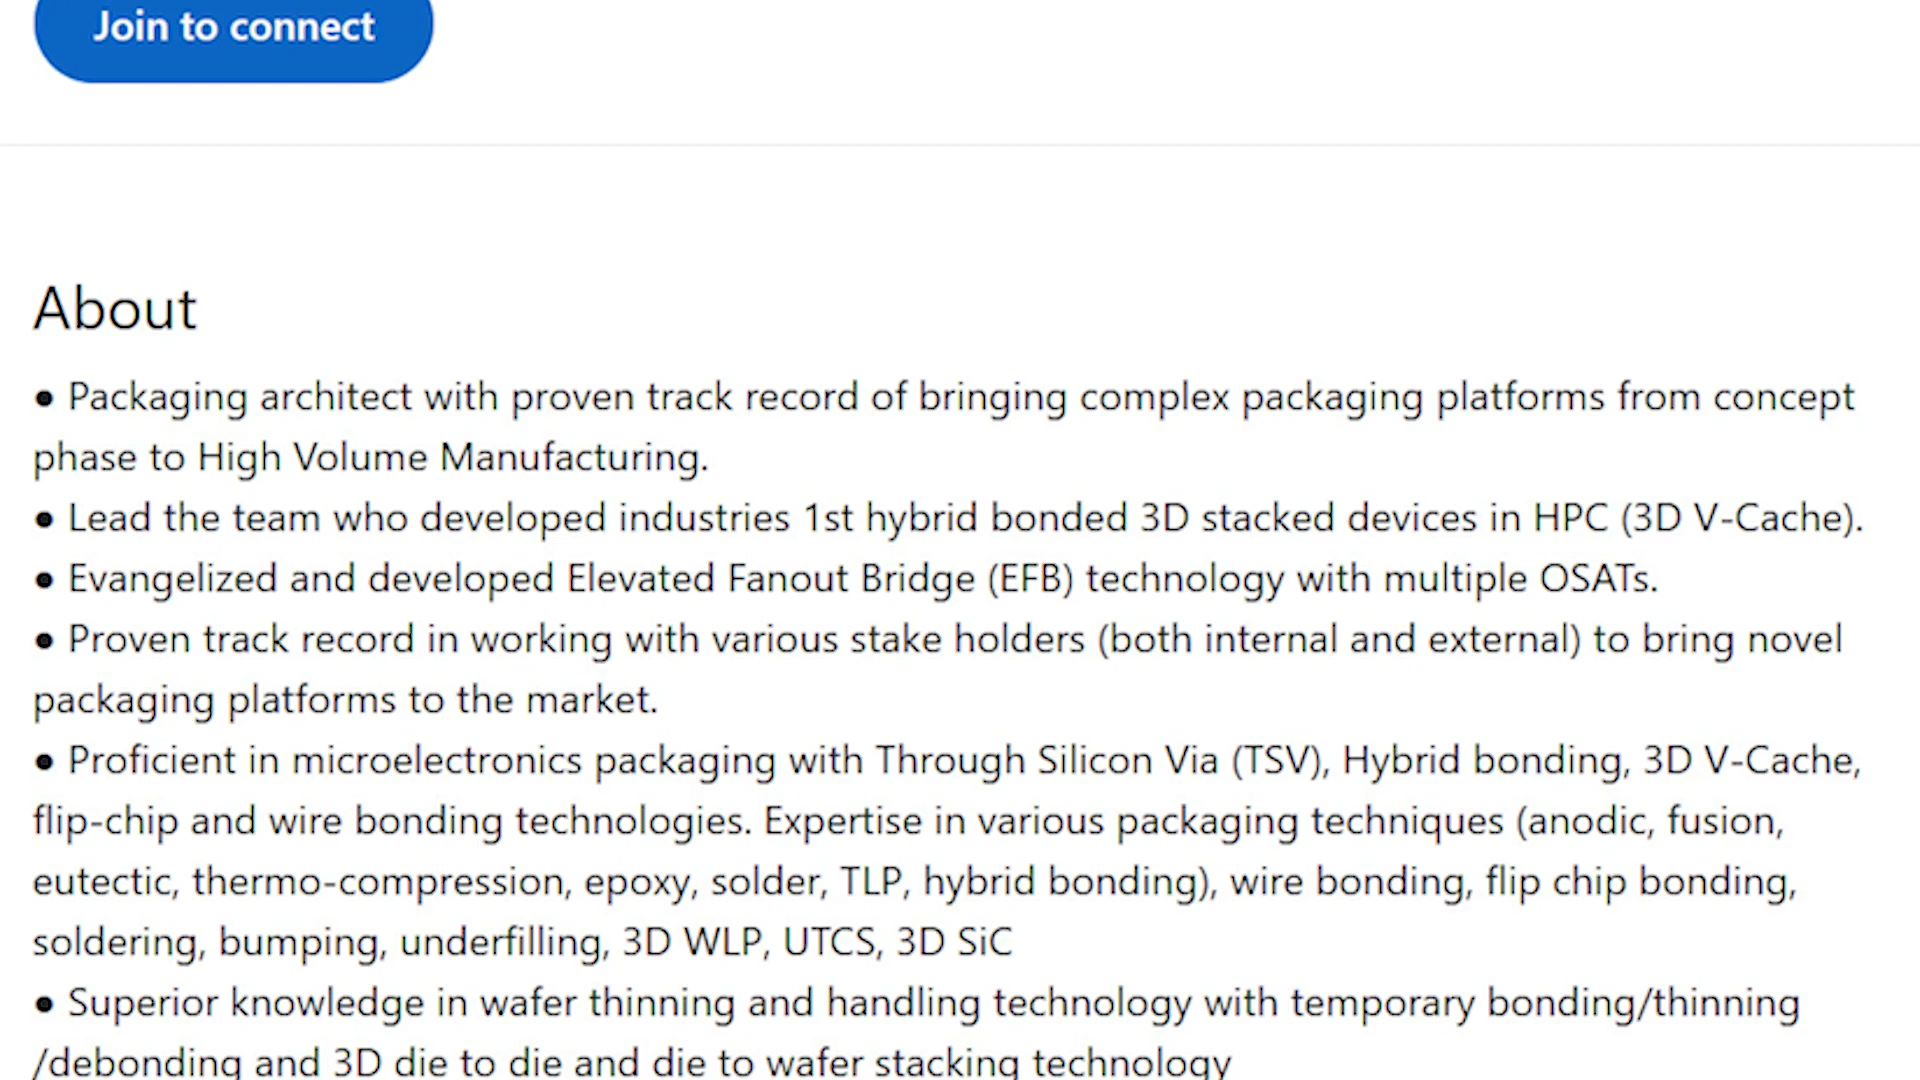 Join to connect
About
● Packaging architect with proven track record of bringing complex packaging platforms from concept
phase to High Volume Manufacturing.
● Lead the team who developed industries 1st hybrid bonded 3D stacked devices in HPC (3D V-Cache).
● Evangelized and developed Elevated Fanout Bridge (EFB) technology with multiple OSATs.
● Proven track record in working with various stake holders (both internal and external) to bring novel
packaging platforms to the market.
● Proficient in microelectronics packaging with Through Silicon Via (TSV), Hybrid bonding, 3D V-Cache,
flip-chip and wire bonding technologies. Expertise in various packaging techniques (anodic, fusion,
eutectic, thermo-compression, epoxy, solder, TLP, hybrid bonding), wire bonding, flip chip bonding,
soldering, bumping, underfilling, 3D WLP, UTCS, 3D SiC
● Superior knowledge in wafer thinning and handling technology with temporary bonding/thinning
/debonding and 3D die to die and die to wafer stacking technology